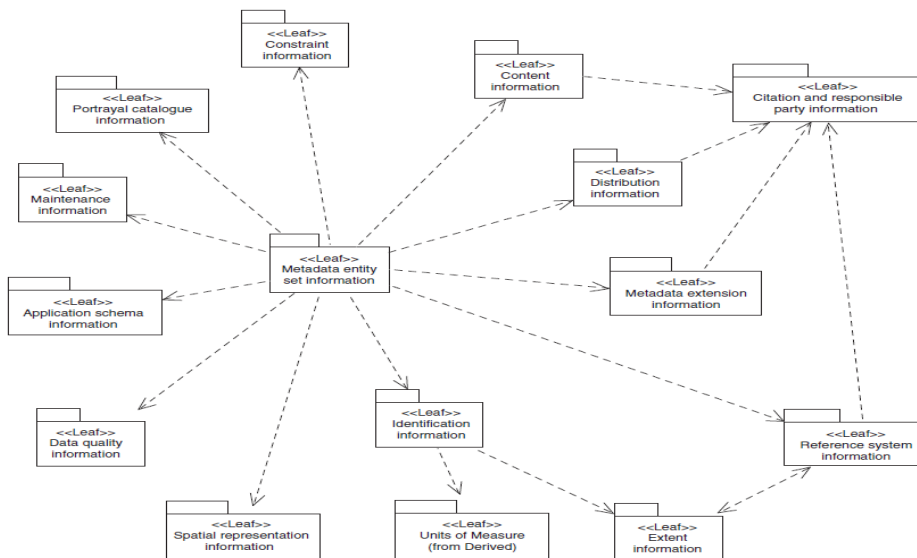 <<Leaf>>
Constraint
information
<<Leaf>>
Content
information
<<Leaf>>
Citation and responsible
party information
<<Leaf>>
Portrayal catalogue
information
<<Leaf>>
Maintenance
information
<<Leaf>>
Distribution
information
<<Leaf>>
Metadata entity
set information
<<Leaf>>
Metadata extension
information
<<Leaf>>
Application schema
information
<<Leaf>>
Data quality
information
<<Leaf>>
Identification
information
<<Leaf>>
Reference system
information
<<Leaf>>
Spatial representation
information
<<Leaf>>
Units of Measure
(from Derived)
<<Leaf>>
Extent
information